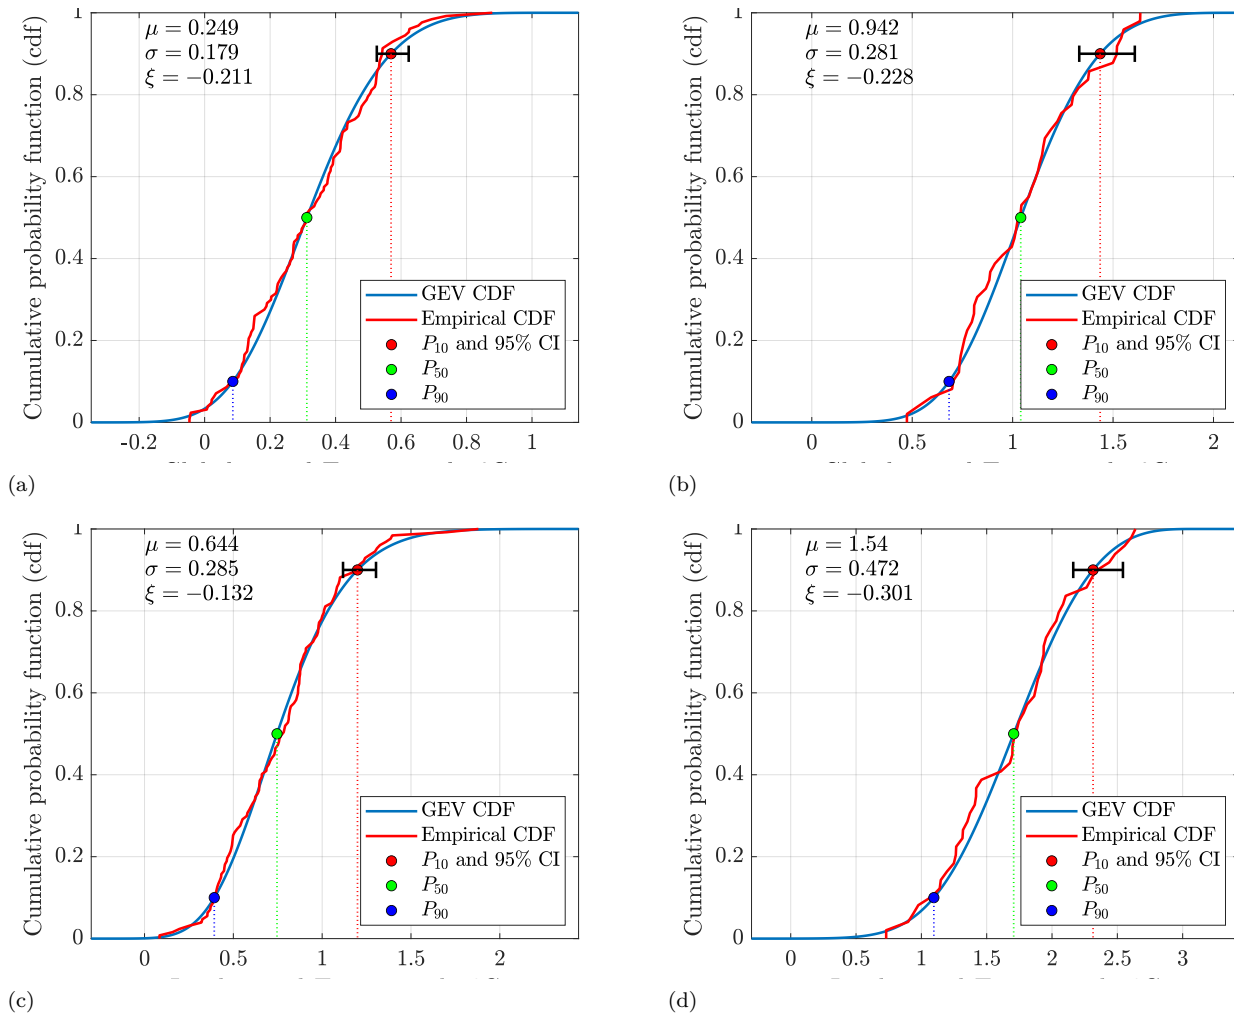 μ = 0.249
σ = 0.179
ξ = −0.211
Cumulative probability function (cdf)
1
0.8
0.6
0.4
0.2
0
GEV CDF
Empirical CDF
P10 and 95% CI
P50
P90
-0.2 0 0.2 0.4 0.6 0.8 1
(a)
μ = 0.942
σ = 0.281
ξ = −0.228
Cumulative probability function (cdf)
1
0.8
0.6
0.4
0.2
0
GEV CDF
Empirical CDF
P10 and 95% CI
P50
P90
0 1 2
(b)
μ = 0.644
σ = 0.285
ξ = −0.132
Cumulative probability function (cdf)
1
0.8
0.6
0.4
0.2
0
GEV CDF
Empirical CDF
P10 and 95% CI
P50
P90
0 0.5 1 1.5 2
(c)
μ = 1.54
σ = 0.472
ξ = −0.301
Cumulative probability function (cdf)
1
0.8
0.6
0.4
0.2
0
GEV CDF
Empirical CDF
P10 and 95% CI
P50
P90
0 0.5 1 1.5 2 2.5 3
(d)